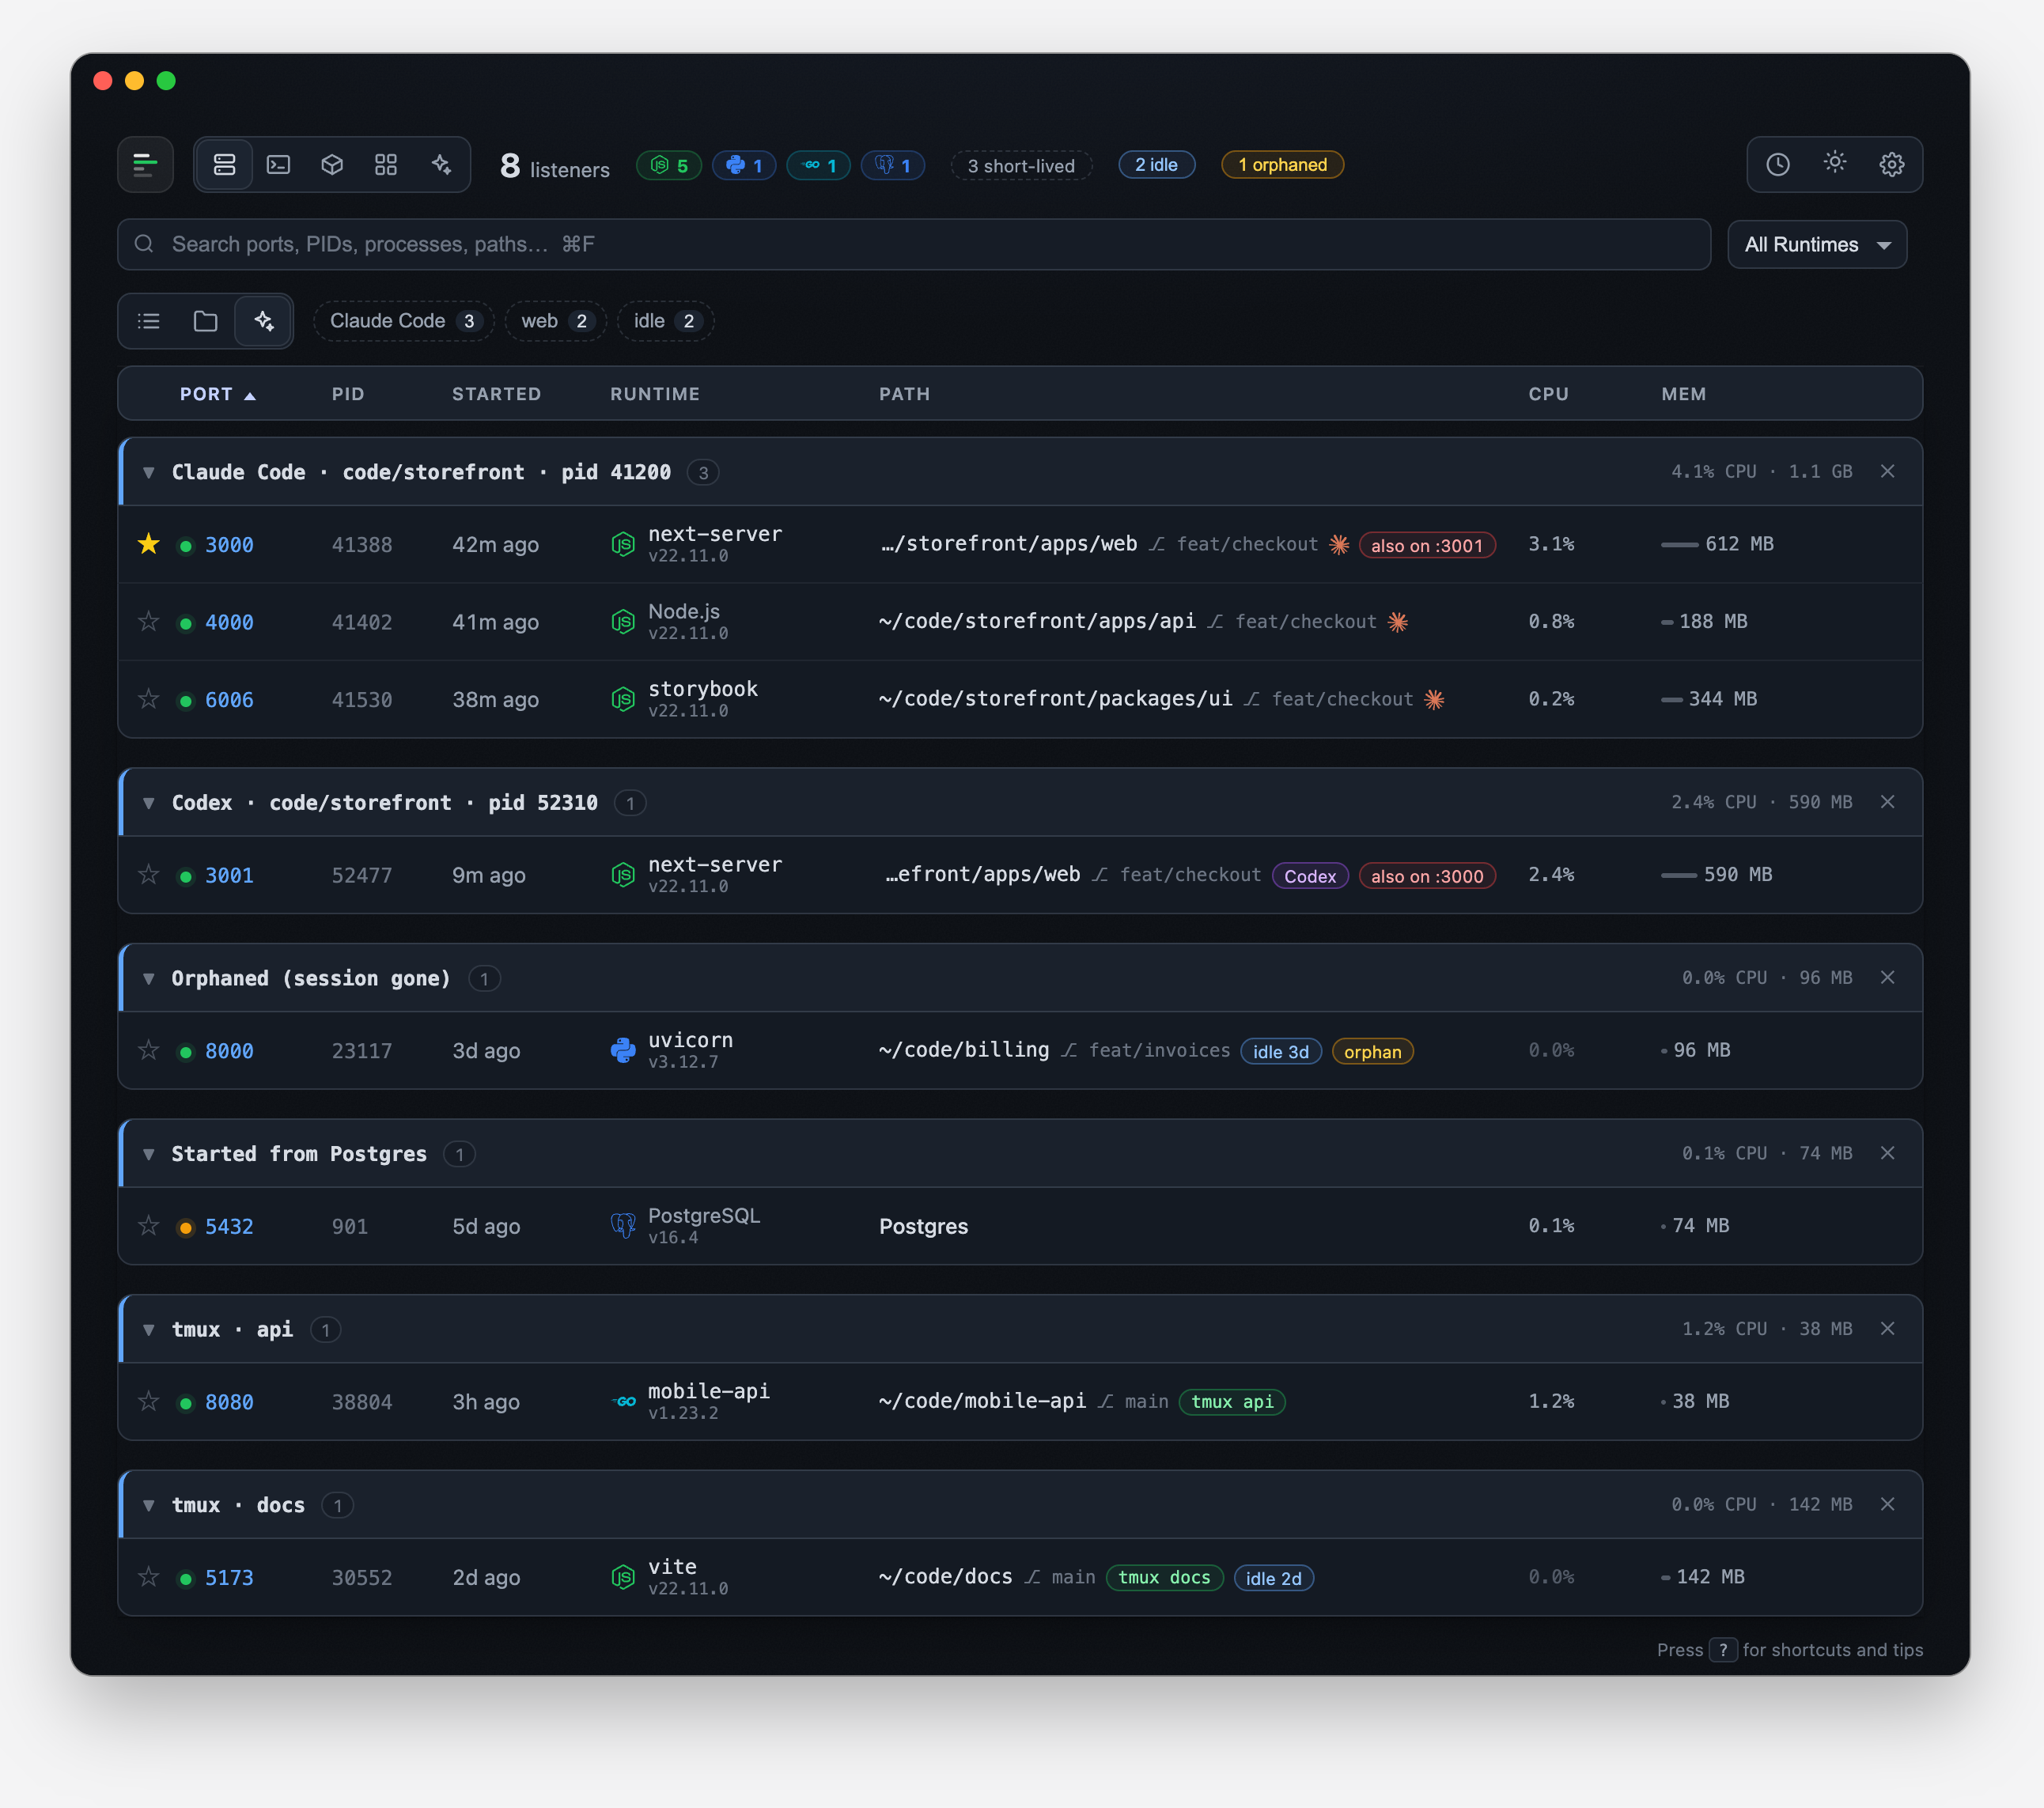 8 listeners 5 1 GO 1 1 3 short-lived 2 idle 1 orphaned
Search ports, PIDs, processes, paths… ⌘F All Runtimes
Claude Code 3 web 2 idle 2
PORT ▲ PID STARTED RUNTIME PATH CPU MEM
▼ Claude Code · code/storefront · pid 41200 3 4.1% CPU · 1.1 GB ×
★ 3000 41388 42m ago JS next-server …/storefront/apps/web ⎇ feat/checkout also on :3001 3.1% 612 MB
v22.11.0
☆ 4000 41402 41m ago JS Node.js ~/code/storefront/apps/api ⎇ feat/checkout 0.8% 188 MB
v22.11.0
☆ 6006 41530 38m ago JS storybook ~/code/storefront/packages/ui ⎇ feat/checkout 0.2% 344 MB
v22.11.0
▼ Codex · code/storefront · pid 52310 1 2.4% CPU · 590 MB ×
☆ 3001 52477 9m ago JS next-server …efront/apps/web ⎇ feat/checkout Codex also on :3000 2.4% 590 MB
v22.11.0
▼ Orphaned (session gone) 1 0.0% CPU · 96 MB ×
☆ 8000 23117 3d ago uvicorn ~/code/billing ⎇ feat/invoices idle 3d orphan 0.0% 96 MB
v3.12.7
▼ Started from Postgres 1 0.1% CPU · 74 MB ×
☆ 5432 901 5d ago PostgreSQL Postgres 0.1% 74 MB
v16.4
▼ tmux · api 1 1.2% CPU · 38 MB ×
☆ 8080 38804 3h ago GO mobile-api ~/code/mobile-api ⎇ main tmux api 1.2% 38 MB
v1.23.2
▼ tmux · docs 1 0.0% CPU · 142 MB ×
☆ 5173 30552 2d ago JS vite ~/code/docs ⎇ main tmux docs idle 2d 0.0% 142 MB
v22.11.0
Press ? for shortcuts and tips